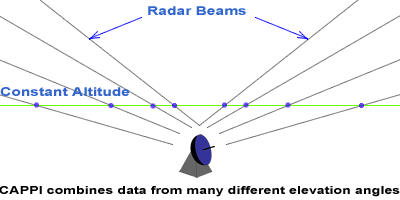 Radar Beams
Constant Altitude
CAPPI combines data from many different elevation angles